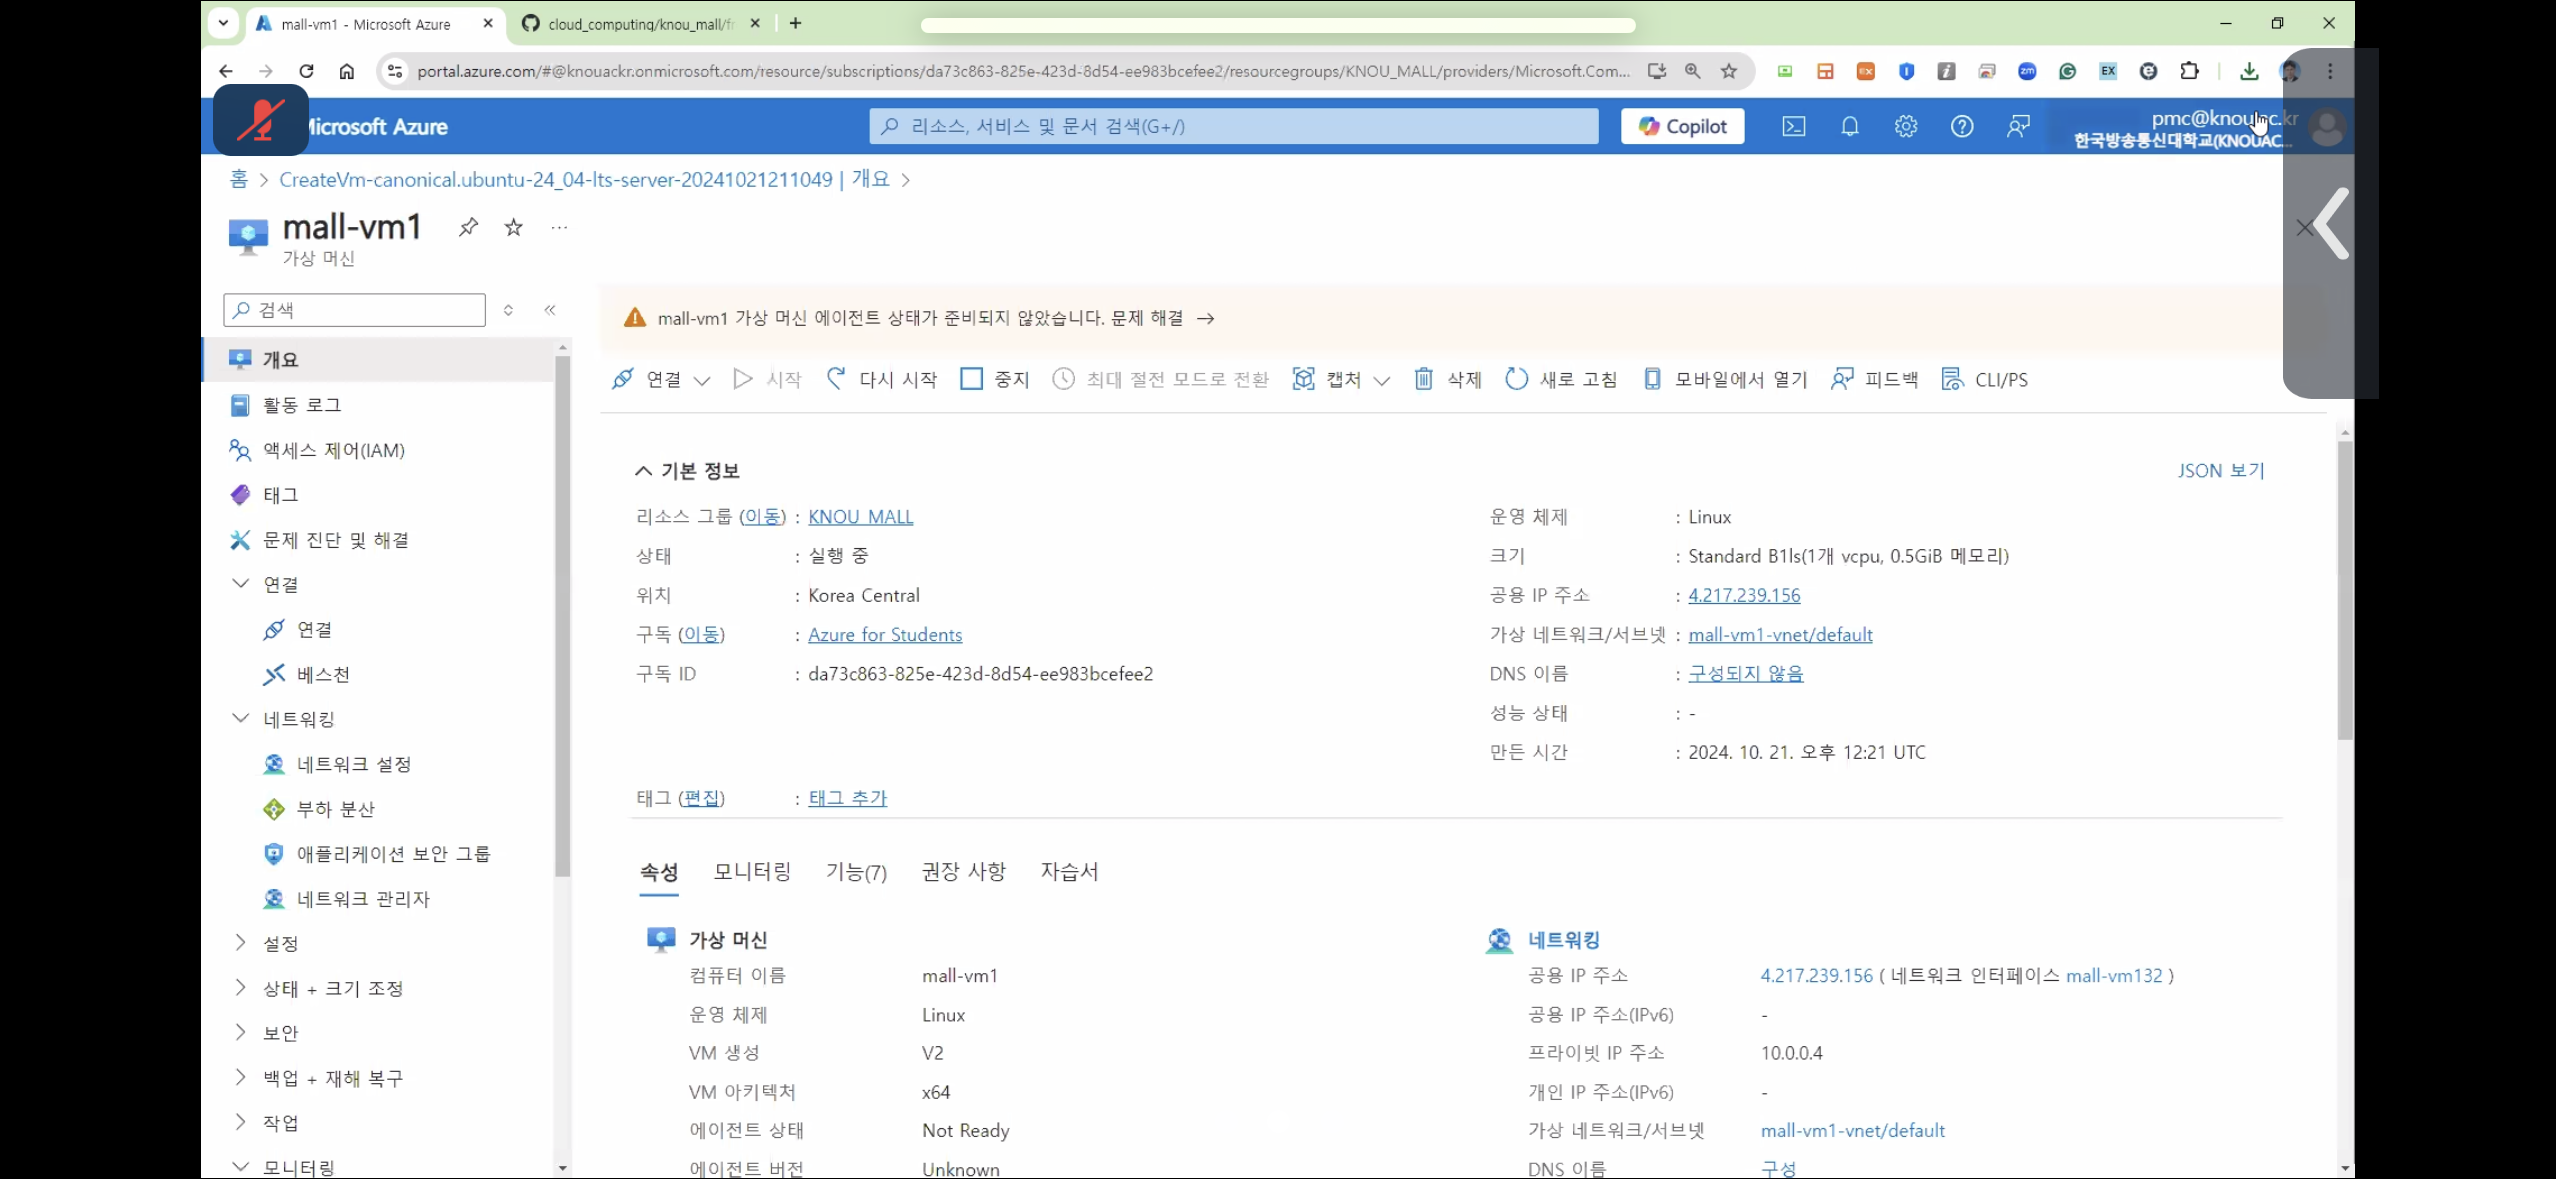 mall-vm1 - Microsoft Azure
cloud_computing/knou_mall/fr
portal.azure.com/#@knouackr.onmicrosoft.com/resource/subscriptions/da73c863-825e-423d-8d54-ee983bcefee2/resourcegroups/KNOU_MALL/providers/Microsoft.Com...
Microsoft Azure
리소스, 서비스 및 문서 검색(G+/)
Copilot
pmc@knouac.kr
한국방송통신대학교(KNOUAC...
홈 > CreateVm-canonical.ubuntu-24_04-lts-server-20241021211049 | 개요 >
mall-vm1
가상 머신
검색
mall-vm1 가상 머신 에이전트 상태가 준비되지 않았습니다. 문제 해결 →
연결
시작
다시 시작
중지
최대 절전 모드로 전환
캡처
삭제
새로 고침
모바일에서 열기
피드백
CLI/PS
개요
활동 로그
액세스 제어(IAM)
태그
문제 진단 및 해결
연결
연결
베스천
네트워킹
네트워크 설정
부하 분산
애플리케이션 보안 그룹
네트워크 관리자
설정
상태 + 크기 조정
보안
백업 + 재해 복구
작업
모니터링
기본 정보
JSON 보기
리소스 그룹 (이동) : KNOU_MALL
상태 : 실행 중
위치 : Korea Central
구독 (이동) : Azure for Students
구독 ID : da73c863-825e-423d-8d54-ee983bcefee2
운영 체제 : Linux
크기 : Standard B1ls(1개 vcpu, 0.5GiB 메모리)
공용 IP 주소 : 4.217.239.156
가상 네트워크/서브넷 : mall-vm1-vnet/default
DNS 이름 : 구성되지 않음
성능 상태 : -
만든 시간 : 2024. 10. 21. 오후 12:21 UTC
태그 (편집) : 태그 추가
속성
모니터링
기능(7)
권장 사항
자습서
가상 머신
컴퓨터 이름 mall-vm1
운영 체제 Linux
VM 생성 V2
VM 아키텍처 x64
에이전트 상태 Not Ready
에이전트 버전 Unknown
네트워킹
공용 IP 주소 4.217.239.156 ( 네트워크 인터페이스 mall-vm132 )
공용 IP 주소(IPv6) -
프라이빗 IP 주소 10.0.0.4
개인 IP 주소(IPv6) -
가상 네트워크/서브넷 mall-vm1-vnet/default
DNS 이름 구성